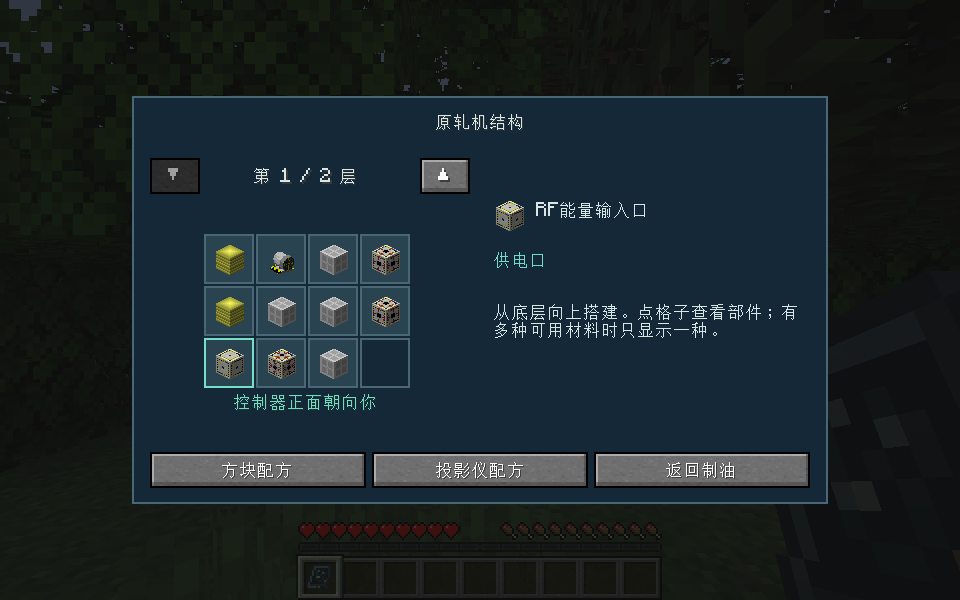 原轧机结构
第 1 / 2 层
RF能量输入口
供电口
从底层向上搭建。点格子查看部件；有
多种可用材料时只显示一种。
控制器正面朝向你
方块配方
投影仪配方
返回制油